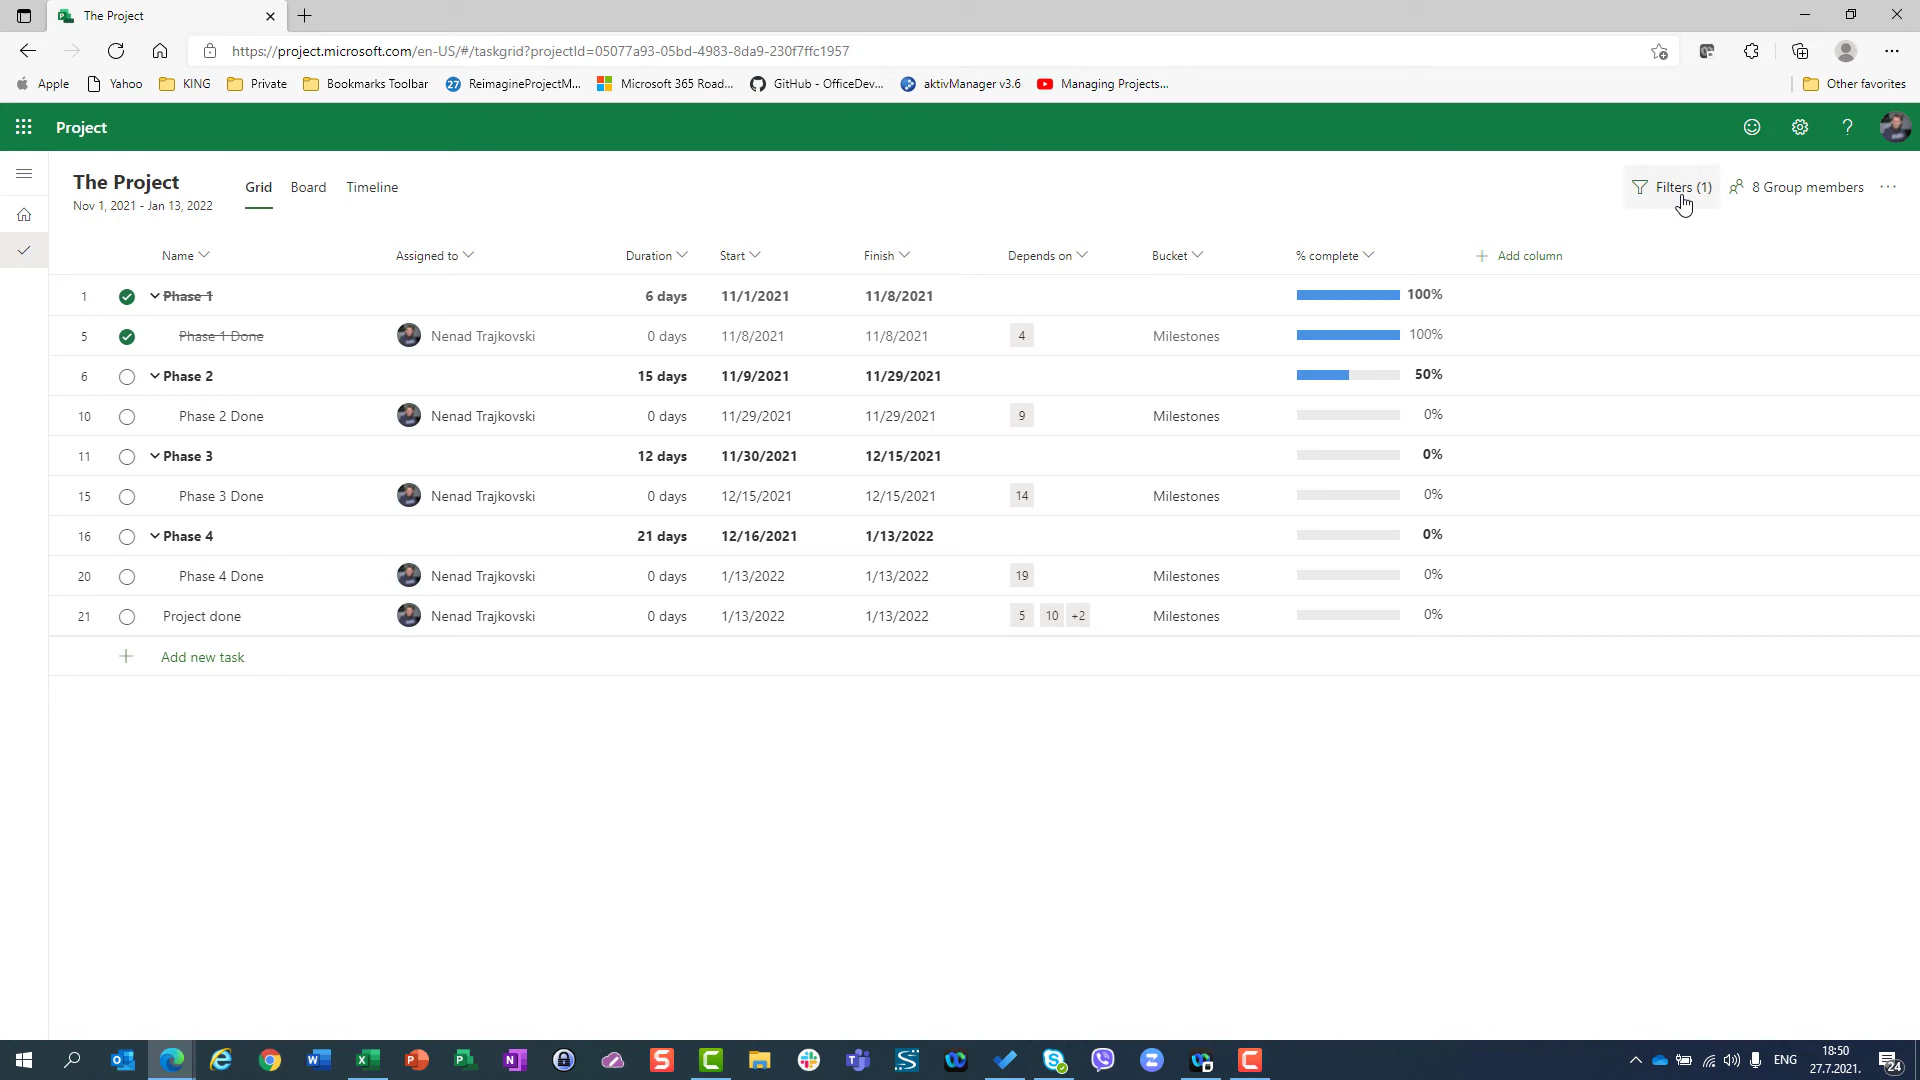 The Project
https://project.microsoft.com/en-US/#/taskgrid?projectId=05077a93-05bd-4983-8da9-230f7ffc1957
Apple Yahoo KING Private Bookmarks Toolbar 27 ReimagineProjectM... Microsoft 365 Road... GitHub - OfficeDev... aktivManager v3.6 Managing Projects... Other favorites
Project ?
The Project Grid Board Timeline Filters (1) 8 Group members ...
Nov 1, 2021 - Jan 13, 2022
Name Assigned to Duration Start Finish Depends on Bucket % complete Add column
1 Phase 1 6 days 11/1/2021 11/8/2021 100%
5 Phase 1 Done Nenad Trajkovski 0 days 11/8/2021 11/8/2021 4 Milestones 100%
6 Phase 2 15 days 11/9/2021 11/29/2021 50%
10 Phase 2 Done Nenad Trajkovski 0 days 11/29/2021 11/29/2021 9 Milestones 0%
11 Phase 3 12 days 11/30/2021 12/15/2021 0%
15 Phase 3 Done Nenad Trajkovski 0 days 12/15/2021 12/15/2021 14 Milestones 0%
16 Phase 4 21 days 12/16/2021 1/13/2022 0%
20 Phase 4 Done Nenad Trajkovski 0 days 1/13/2022 1/13/2022 19 Milestones 0%
21 Project done Nenad Trajkovski 0 days 1/13/2022 1/13/2022 5 10 +2 Milestones 0%
Add new task
ENG 18:50 24
27.7.2021.